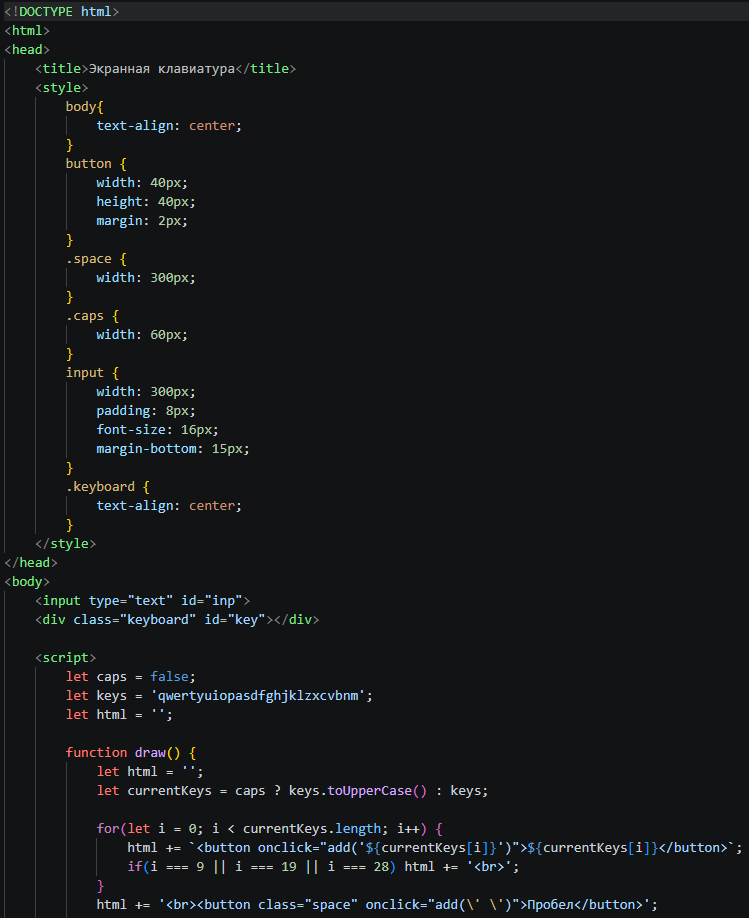 <!DOCTYPE html>
<html>
<head>
    <title>Экранная клавиатура</title>
    <style>
        body{
            text-align: center;
        }
        button {
            width: 40px;
            height: 40px;
            margin: 2px;
        }
        .space {
            width: 300px;
        }
        .caps {
            width: 60px;
        }
        input {
            width: 300px;
            padding: 8px;
            font-size: 16px;
            margin-bottom: 15px;
        }
        .keyboard {
            text-align: center;
        }
    </style>
</head>
<body>
    <input type="text" id="inp">
    <div class="keyboard" id="key"></div>

    <script>
        let caps = false;
        let keys = 'qwertyuiopasdfghjklzxcvbnm';
        let html = '';

        function draw() {
            let html = '';
            let currentKeys = caps ? keys.toUpperCase() : keys;

            for(let i = 0; i < currentKeys.length; i++) {
                html += `<button onclick="add('${currentKeys[i]}')">${currentKeys[i]}</button>`;
                if(i === 9 || i === 19 || i === 28) html += '<br>';
            }
            html += '<br><button class="space" onclick="add(\' \')">Пробел</button>';